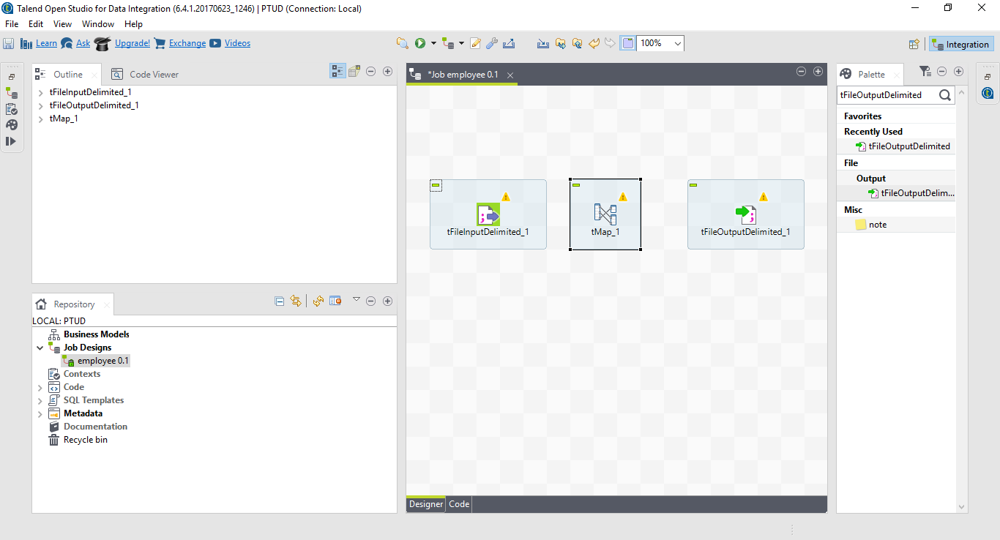 Talend Open Studio for Data Integration (6.4.1.20170623_1246) | PTUD (Connection: Local)
File Edit View Window Help
Learn Ask Upgrade! Exchange Videos 100% Integration
Outline Code Viewer
tFileInputDelimited_1
tFileOutputDelimited_1
tMap_1
Repository
LOCAL: PTUD
Business Models
Job Designs
employee 0.1
Contexts
Code
SQL Templates
Metadata
Documentation
Recycle bin
*Job employee 0.1
tFileInputDelimited_1 tMap_1 tFileOutputDelimited_1
Designer Code
Palette
tFileOutputDelimited
Favorites
Recently Used
tFileOutputDelimited
File
Output
tFileOutputDelim...
Misc
note